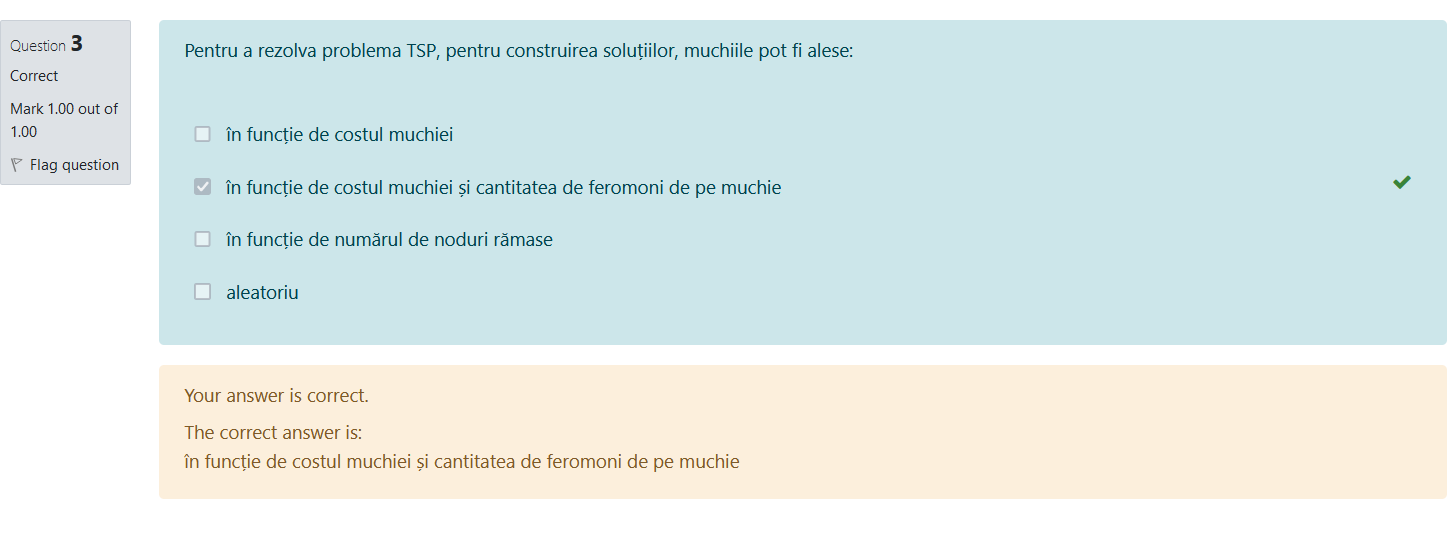 Question 3
Correct
Mark 1.00 out of
1.00
Flag question
Pentru a rezolva problema TSP, pentru construirea soluțiilor, muchiile pot fi alese:
în funcție de costul muchiei
în funcție de costul muchiei și cantitatea de feromoni de pe muchie
în funcție de numărul de noduri rămase
aleatoriu
Your answer is correct.
The correct answer is:
în funcție de costul muchiei și cantitatea de feromoni de pe muchie